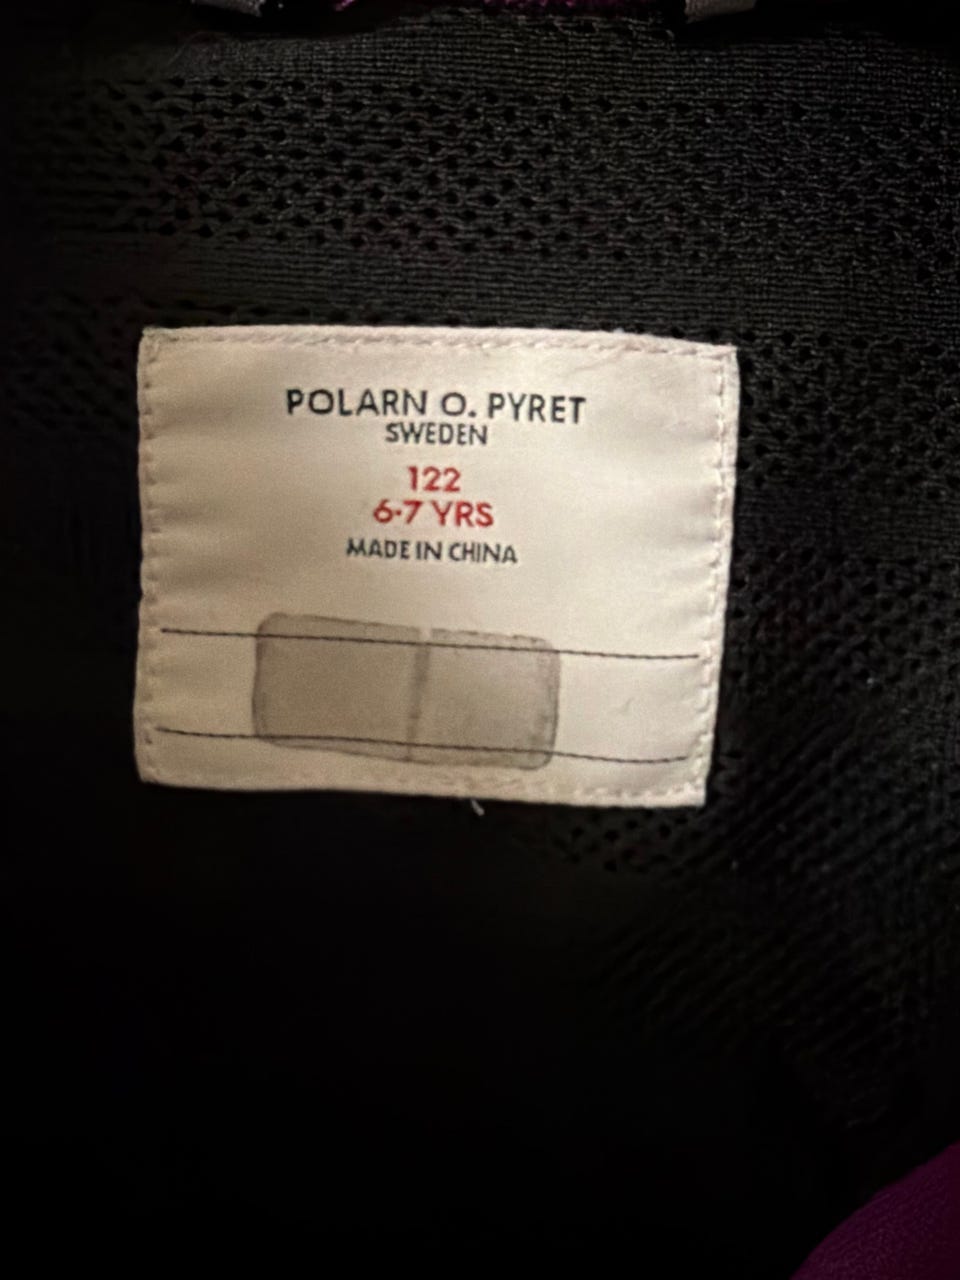 POLARN O. PYRET
SWEDEN
122
6-7 YRS
MADE IN CHINA